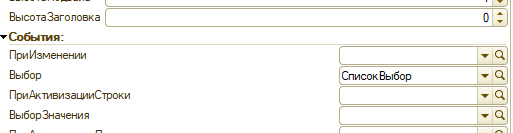 ВысотаЗаголовка 0
События:
ПриИзменении
Выбор СписокВыбор
ПриАктивизацииСтроки
ВыборЗначения